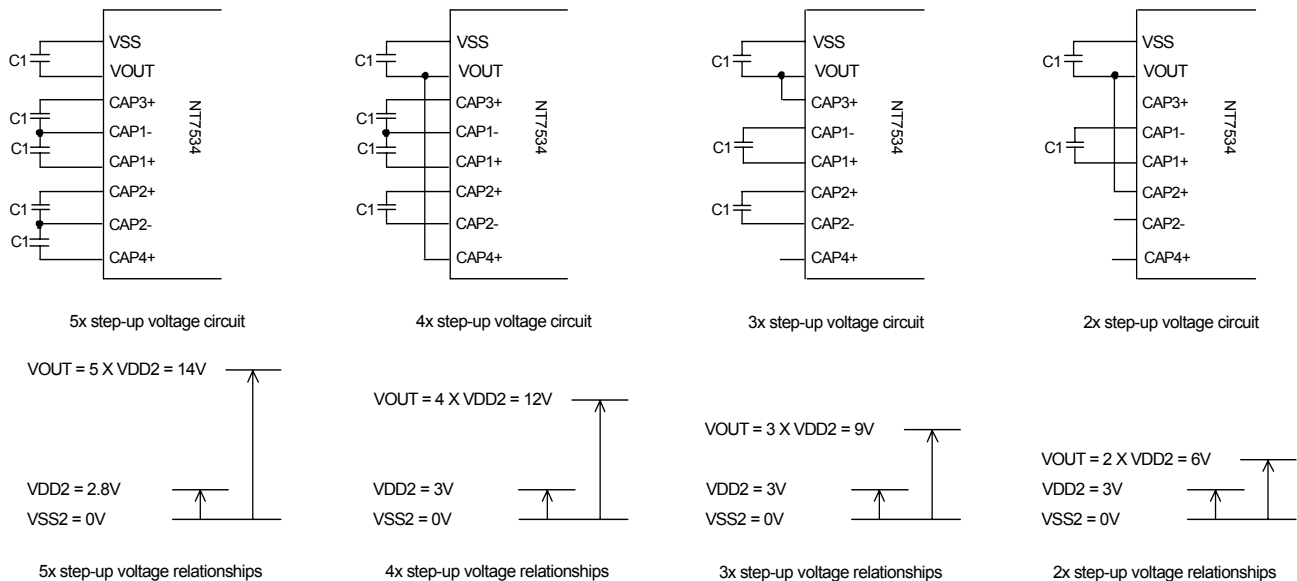 VSS
C1
VOUT
CAP3+
C1
CAP1-
C1
CAP1+
CAP2+
C1
CAP2-
C1
CAP4+
NT7534
VSS
C1
VOUT
CAP3+
C1
CAP1-
C1
CAP1+
CAP2+
C1
CAP2-
CAP4+
NT7534
VSS
C1
VOUT
CAP3+
CAP1-
C1
CAP1+
CAP2+
C1
CAP2-
CAP4+
NT7534
VSS
C1
VOUT
CAP3+
CAP1-
C1
CAP1+
CAP2+
CAP2-
CAP4+
NT7534
5x step-up voltage circuit
4x step-up voltage circuit
3x step-up voltage circuit
2x step-up voltage circuit
VOUT = 5 X VDD2 = 14V
VDD2 = 2.8V
VSS2 = 0V
VOUT = 4 X VDD2 = 12V
VDD2 = 3V
VSS2 = 0V
VOUT = 3 X VDD2 = 9V
VDD2 = 3V
VSS2 = 0V
VOUT = 2 X VDD2 = 6V
VDD2 = 3V
VSS2 = 0V
5x step-up voltage relationships
4x step-up voltage relationships
3x step-up voltage relationships
2x step-up voltage relationships